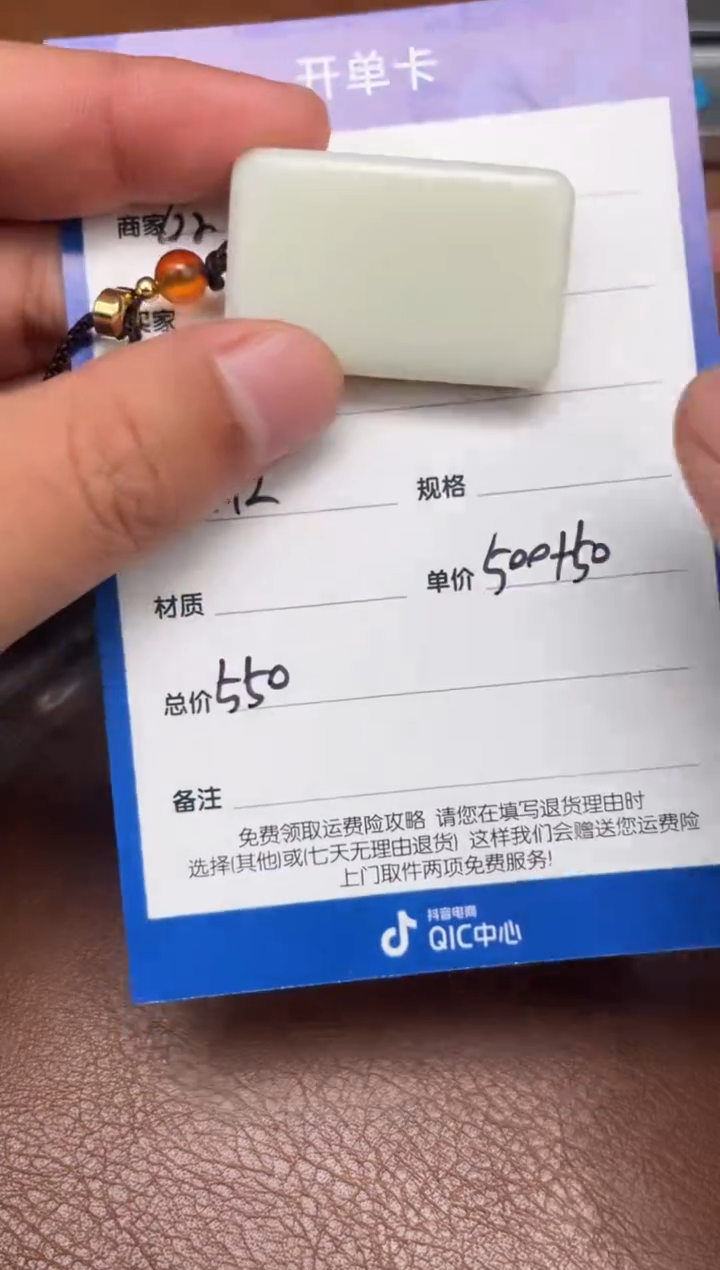 开单卡
商家
买家
规格
材质
单价 500+50
总价 550
备注
免费领取运费险攻略 请您在填写退货理由时
选择(其他)或(七天无理由退货) 这样我们会赠送您运费险
上门取件两项免费服务!
抖音电商
QIC中心